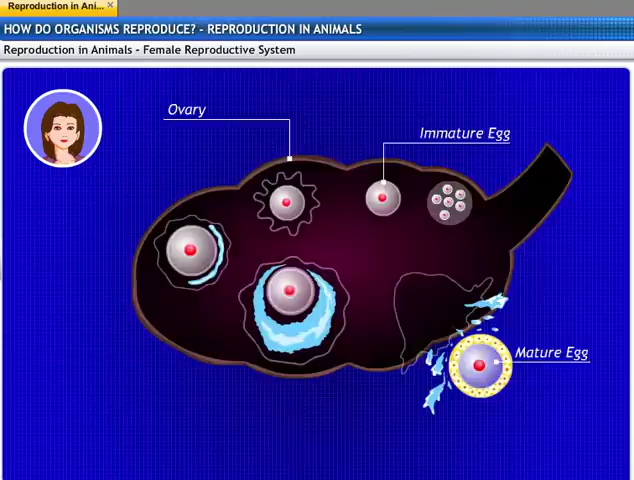 Reproduction in Ani...
HOW DO ORGANISMS REPRODUCE? - REPRODUCTION IN ANIMALS
Reproduction in Animals - Female Reproductive System
Ovary
Immature Egg
Mature Egg